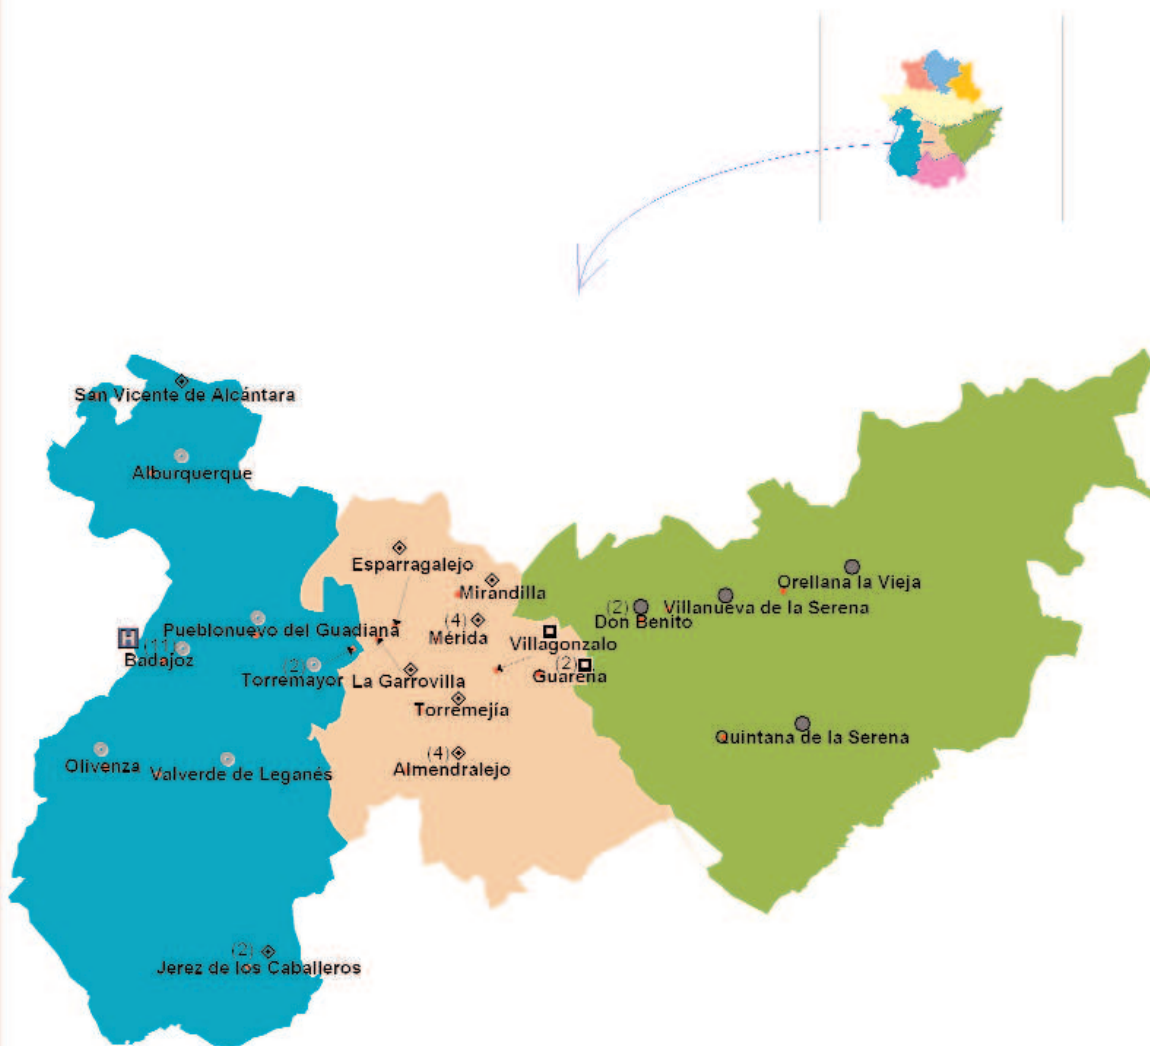 San Vicente de Alcántara
Alburquerque
Esparragalejo
Mirandilla
Orellana la Vieja
(2) Villanueva de la Serena
Don Benito
(4)
Mérida
Pueblonuevo del Guadiana
Villagonzalo
H (11)
Badajoz
(2)
Guareña
Torremayor
La Garrovilla
Torremejía
Quintana de la Serena
(4)
Almendralejo
Olivenza
Valverde de Leganés
(2)
Jerez de los Caballeros